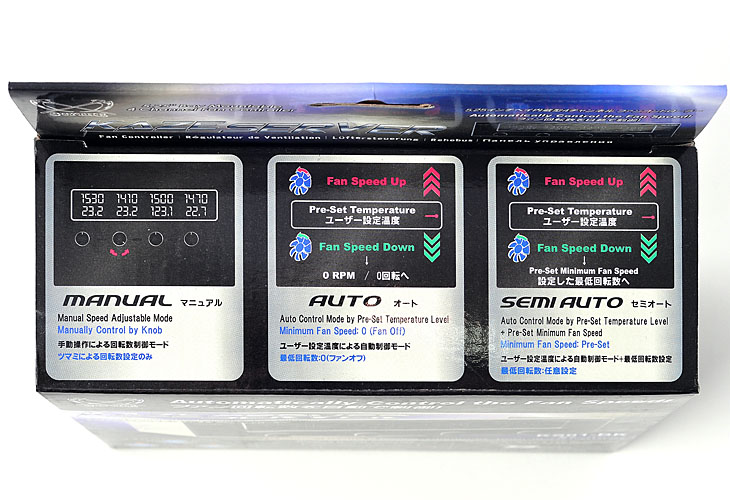 Automatically Control the Fan Speed
KAZE SERVER
Fan Controller | Régulateur de Ventilation | Lüftersteuerung | Rehebus | Панель управления
1530 1410 1500 1470
23.2 23.2 123.1 22.7
MANUAL マニュアル
Manual Speed Adjustable Mode
Manually Control by Knob
手動操作による回転数制御モード
ツマミによる回転数設定のみ
Fan Speed Up
Pre-Set Temperature
ユーザー設定温度
Fan Speed Down
↓
0 RPM / 0回転へ
AUTO オート
Auto Control Mode by Pre-Set Temperature Level
Minimum Fan Speed: 0 (Fan Off)
ユーザー設定温度による自動制御モード
最低回転数:0(ファンオフ)
Fan Speed Up
Pre-Set Temperature
ユーザー設定温度
Fan Speed Down
↓
Pre-Set Minimum Fan Speed
設定した最低回転数へ
SEMI AUTO セミオート
Auto Control Mode by Pre-Set Temperature Level
+ Pre-Set Minimum Fan Speed
Minimum Fan Speed: Pre-Set
ユーザー設定温度による自動制御モード+最低回転数設定
最低回転数:任意設定